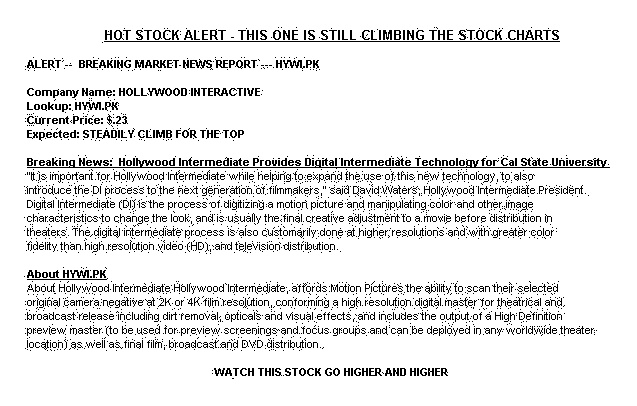 HOT STOCK ALERT - THIS ONE IS STILL CLIMBING THE STOCK CHARTS
ALERT -- BREAKING MARKET NEWS REPORT --- HYWI.PK
Company Name: HOLLYWOOD INTERACTIVE
Lookup: HYWI.PK
Current Price: $.23
Expected: STEADILY CLIMB FOR THE TOP
Breaking News: Hollywood Intermediate Provides Digital Intermediate Technology for Cal State University.
"It is important for Hollywood Intermediate while helping to expand the use of this new technology, to also
introduce the DI process to the next generation of filmmakers," said David Waters, Hollywood Intermediate President.
Digital Intermediate (DI) is the process of digitizing a motion picture and manipulating color and other image
characteristics to change the look, and is usually the final creative adjustment to a movie before distribution in
theaters. The digital intermediate process is also customarily done at higher resolutions and with greater color
fidelity than high resolution video (HD), and television distribution.
About HYWI.PK
About Hollywood Intermediate Hollywood Intermediate, affords Motion Pictures the ability to scan their selected
original camera negative at 2K or 4K film resolution, conforming a high resolution digital master for theatrical and
broadcast release including dirt removal, opticals and visual effects, and includes the output of a High Definition
preview master (to be used for preview screenings and focus groups and can be deployed in any worldwide theater
location) as well as final film, broadcast and DVD distribution.
WATCH THIS STOCK GO HIGHER AND HIGHER